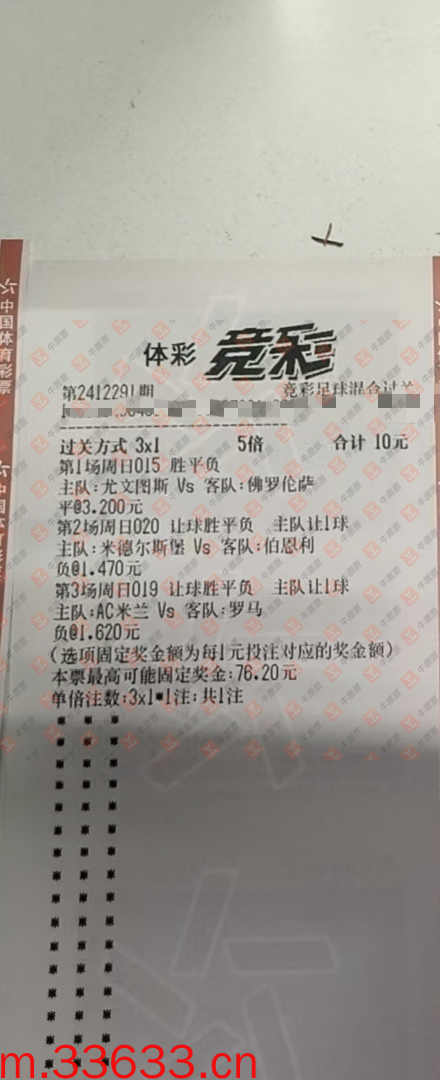 中国体育彩票
体彩 竞彩
第2412291期 竞彩足球混合过关
过关方式 3x1 5倍 合计 10元
第1场周日015 胜平负
主队:尤文图斯 Vs 客队:佛罗伦萨
平@3.200元
第2场周日020 让球胜平负 主队让1球
主队:米德尔斯堡 Vs 客队:伯恩利
负@1.470元
第3场周日019 让球胜平负 主队让1球
主队:AC米兰 Vs 客队:罗马
负@1.620元
(选项固定奖金额为每1元投注对应的奖金额)
本票最高可能固定奖金:76.20元
单倍注数:3x1*1注:共1注
m.33633.cn